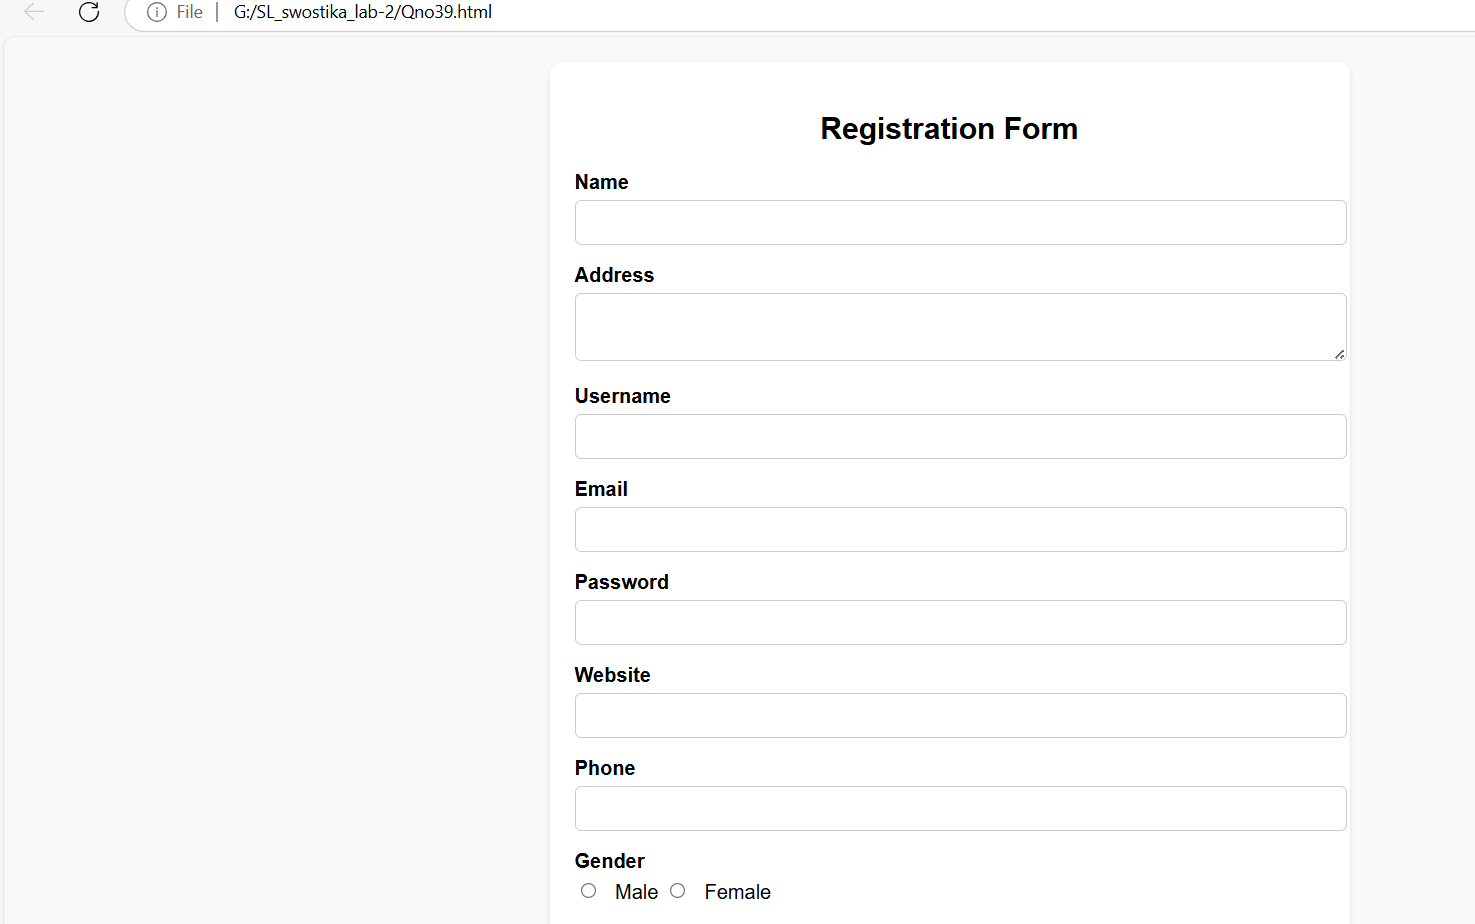 File | G:/SL_swostika_lab-2/Qno39.html
Registration Form
Name
Address
Username
Email
Password
Website
Phone
Gender
Male Female